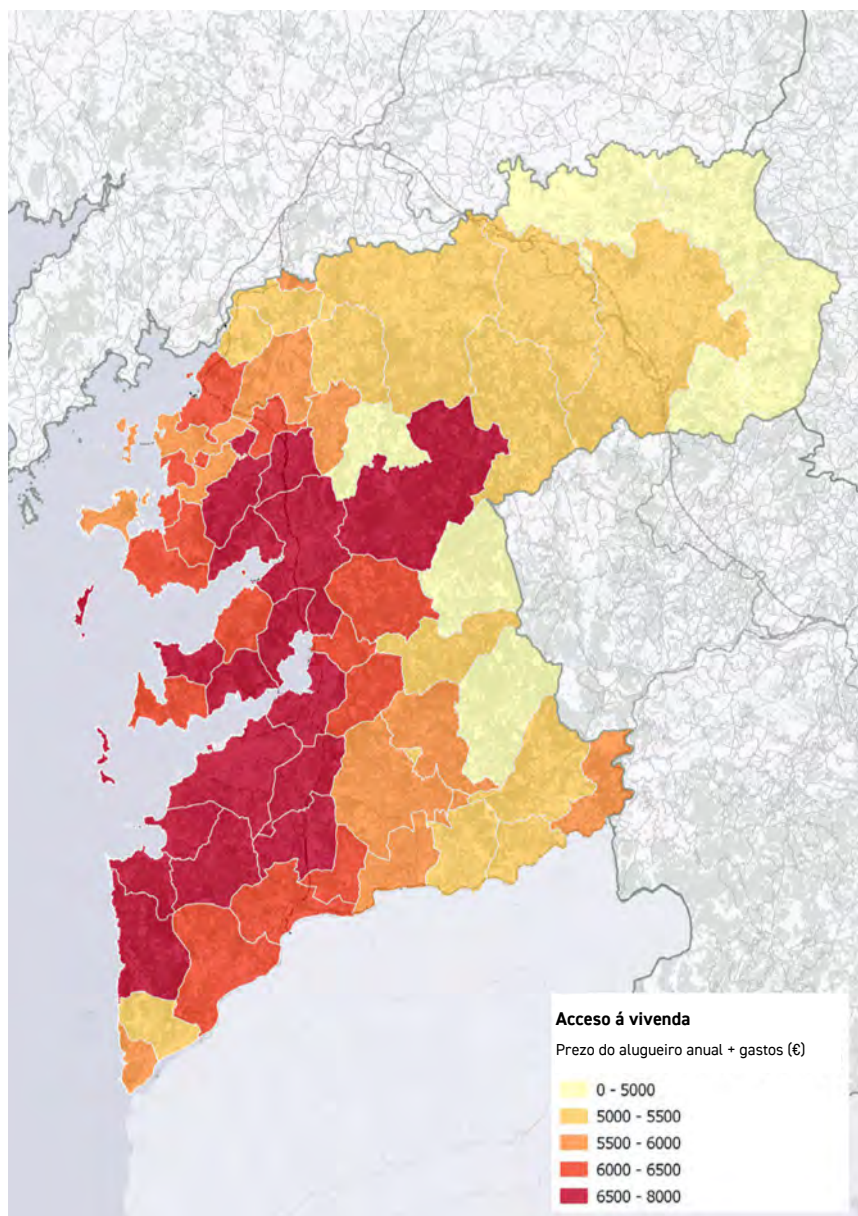 Acceso á vivenda
Prezo do alugueiro anual + gastos (€)
0 - 5000
5000 - 5500
5500 - 6000
6000 - 6500
6500 - 8000